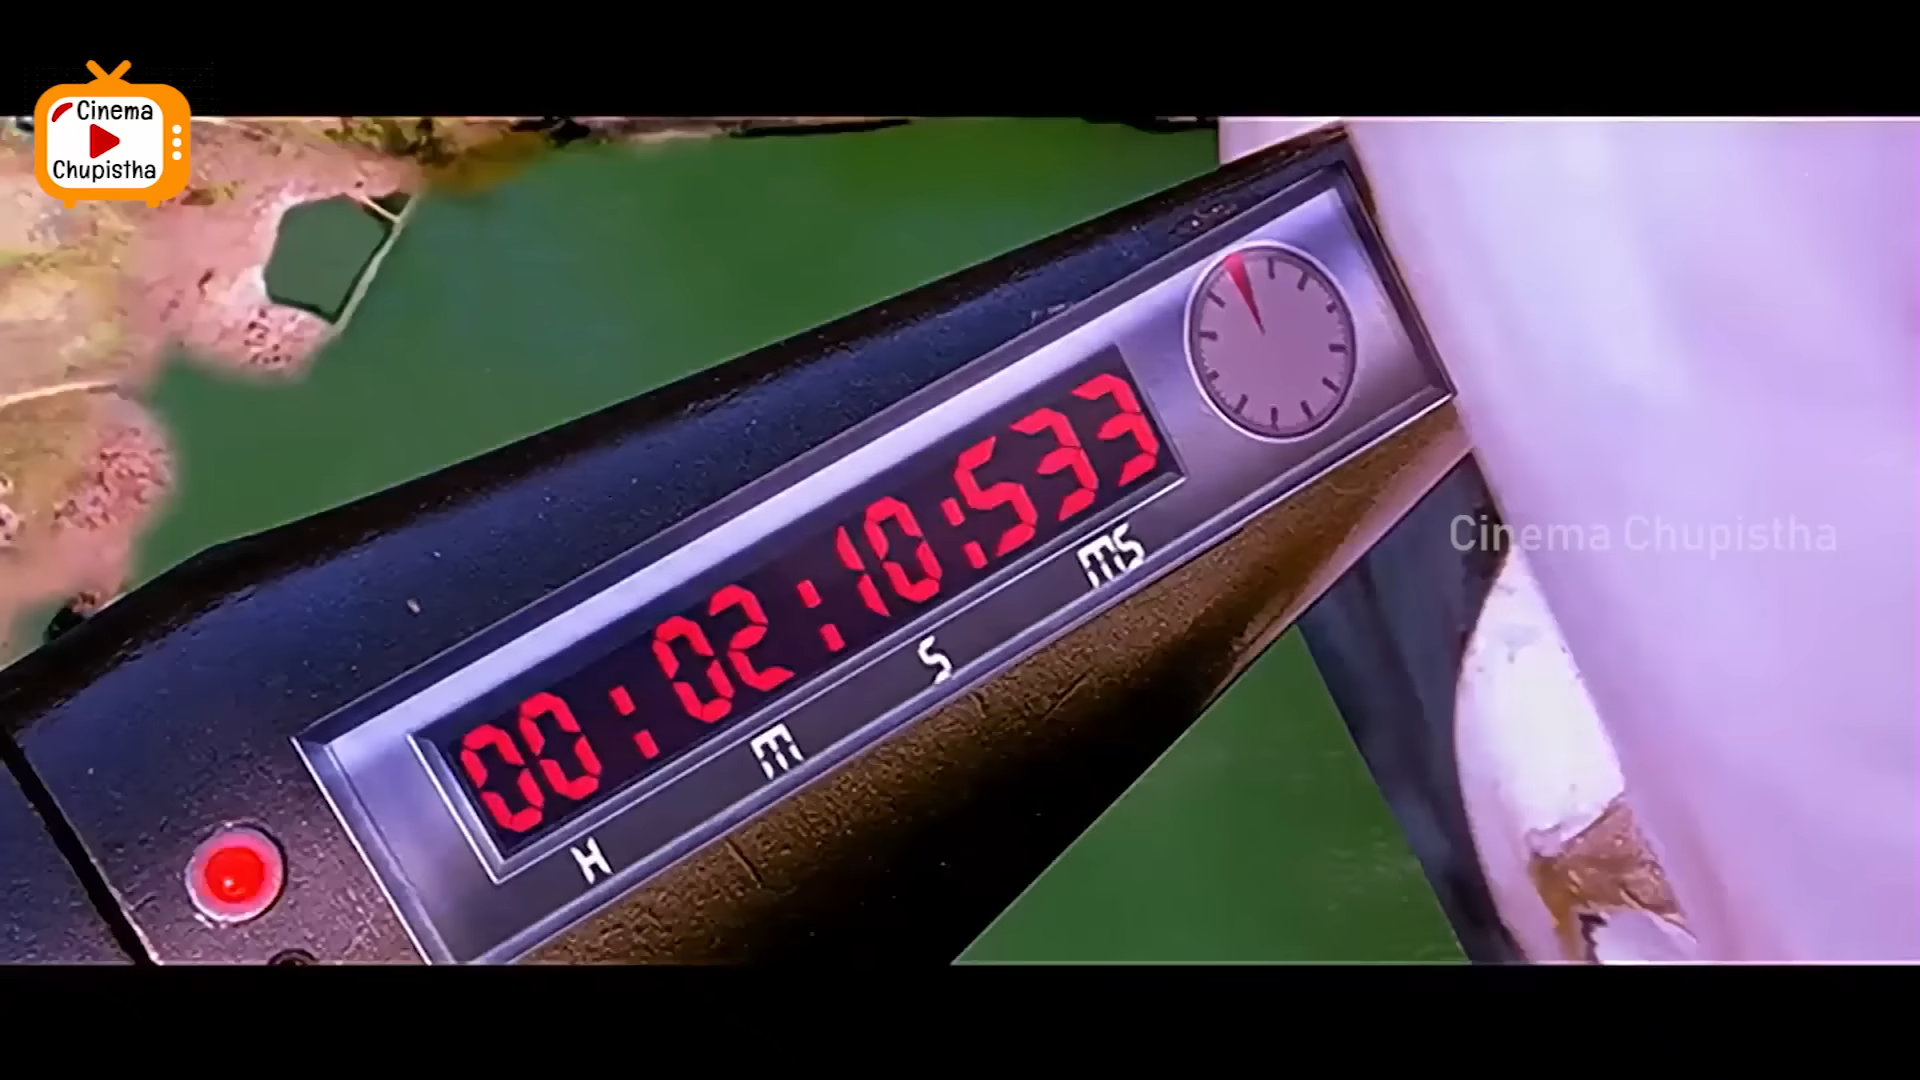 Cinema
Chupistha
00:02:10:533
H m s ms
Cinema Chupistha